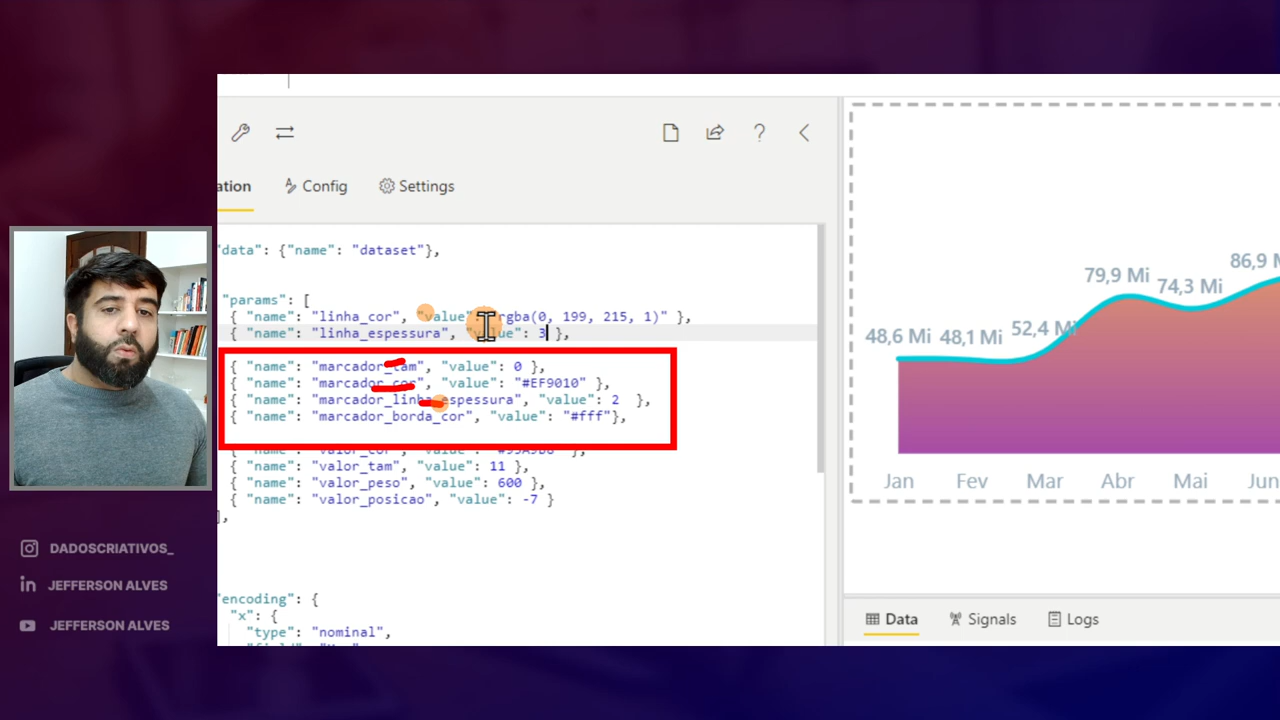 ation Config Settings
"data": {"name": "dataset"},
"params": [
{ "name": "linha_cor", "value" rgba(0, 199, 215, 1)" },
{ "name": "linha_espessura", "value": 3 },
{ "name": "marcador_tam", "value": 0 },
{ "name": "marcador_cor", "value": "#EF9010" },
{ "name": "marcador_linha_espessura", "value": 2 },
{ "name": "marcador_borda_cor", "value": "#fff"},
{ "name": "valor_tam", "value": 11 },
{ "name": "valor_peso", "value": 600 },
{ "name": "valor_posicao", "value": -7 }
],
"encoding": {
"x": {
"type": "nominal",
48,6 Mi 48,1 Mi 52,4 Mi 79,9 Mi 74,3 Mi 86,9 M
Jan Fev Mar Abr Mai Jun
Data Signals Logs
DADOSCRIATIVOS_
in JEFFERSON ALVES
JEFFERSON ALVES